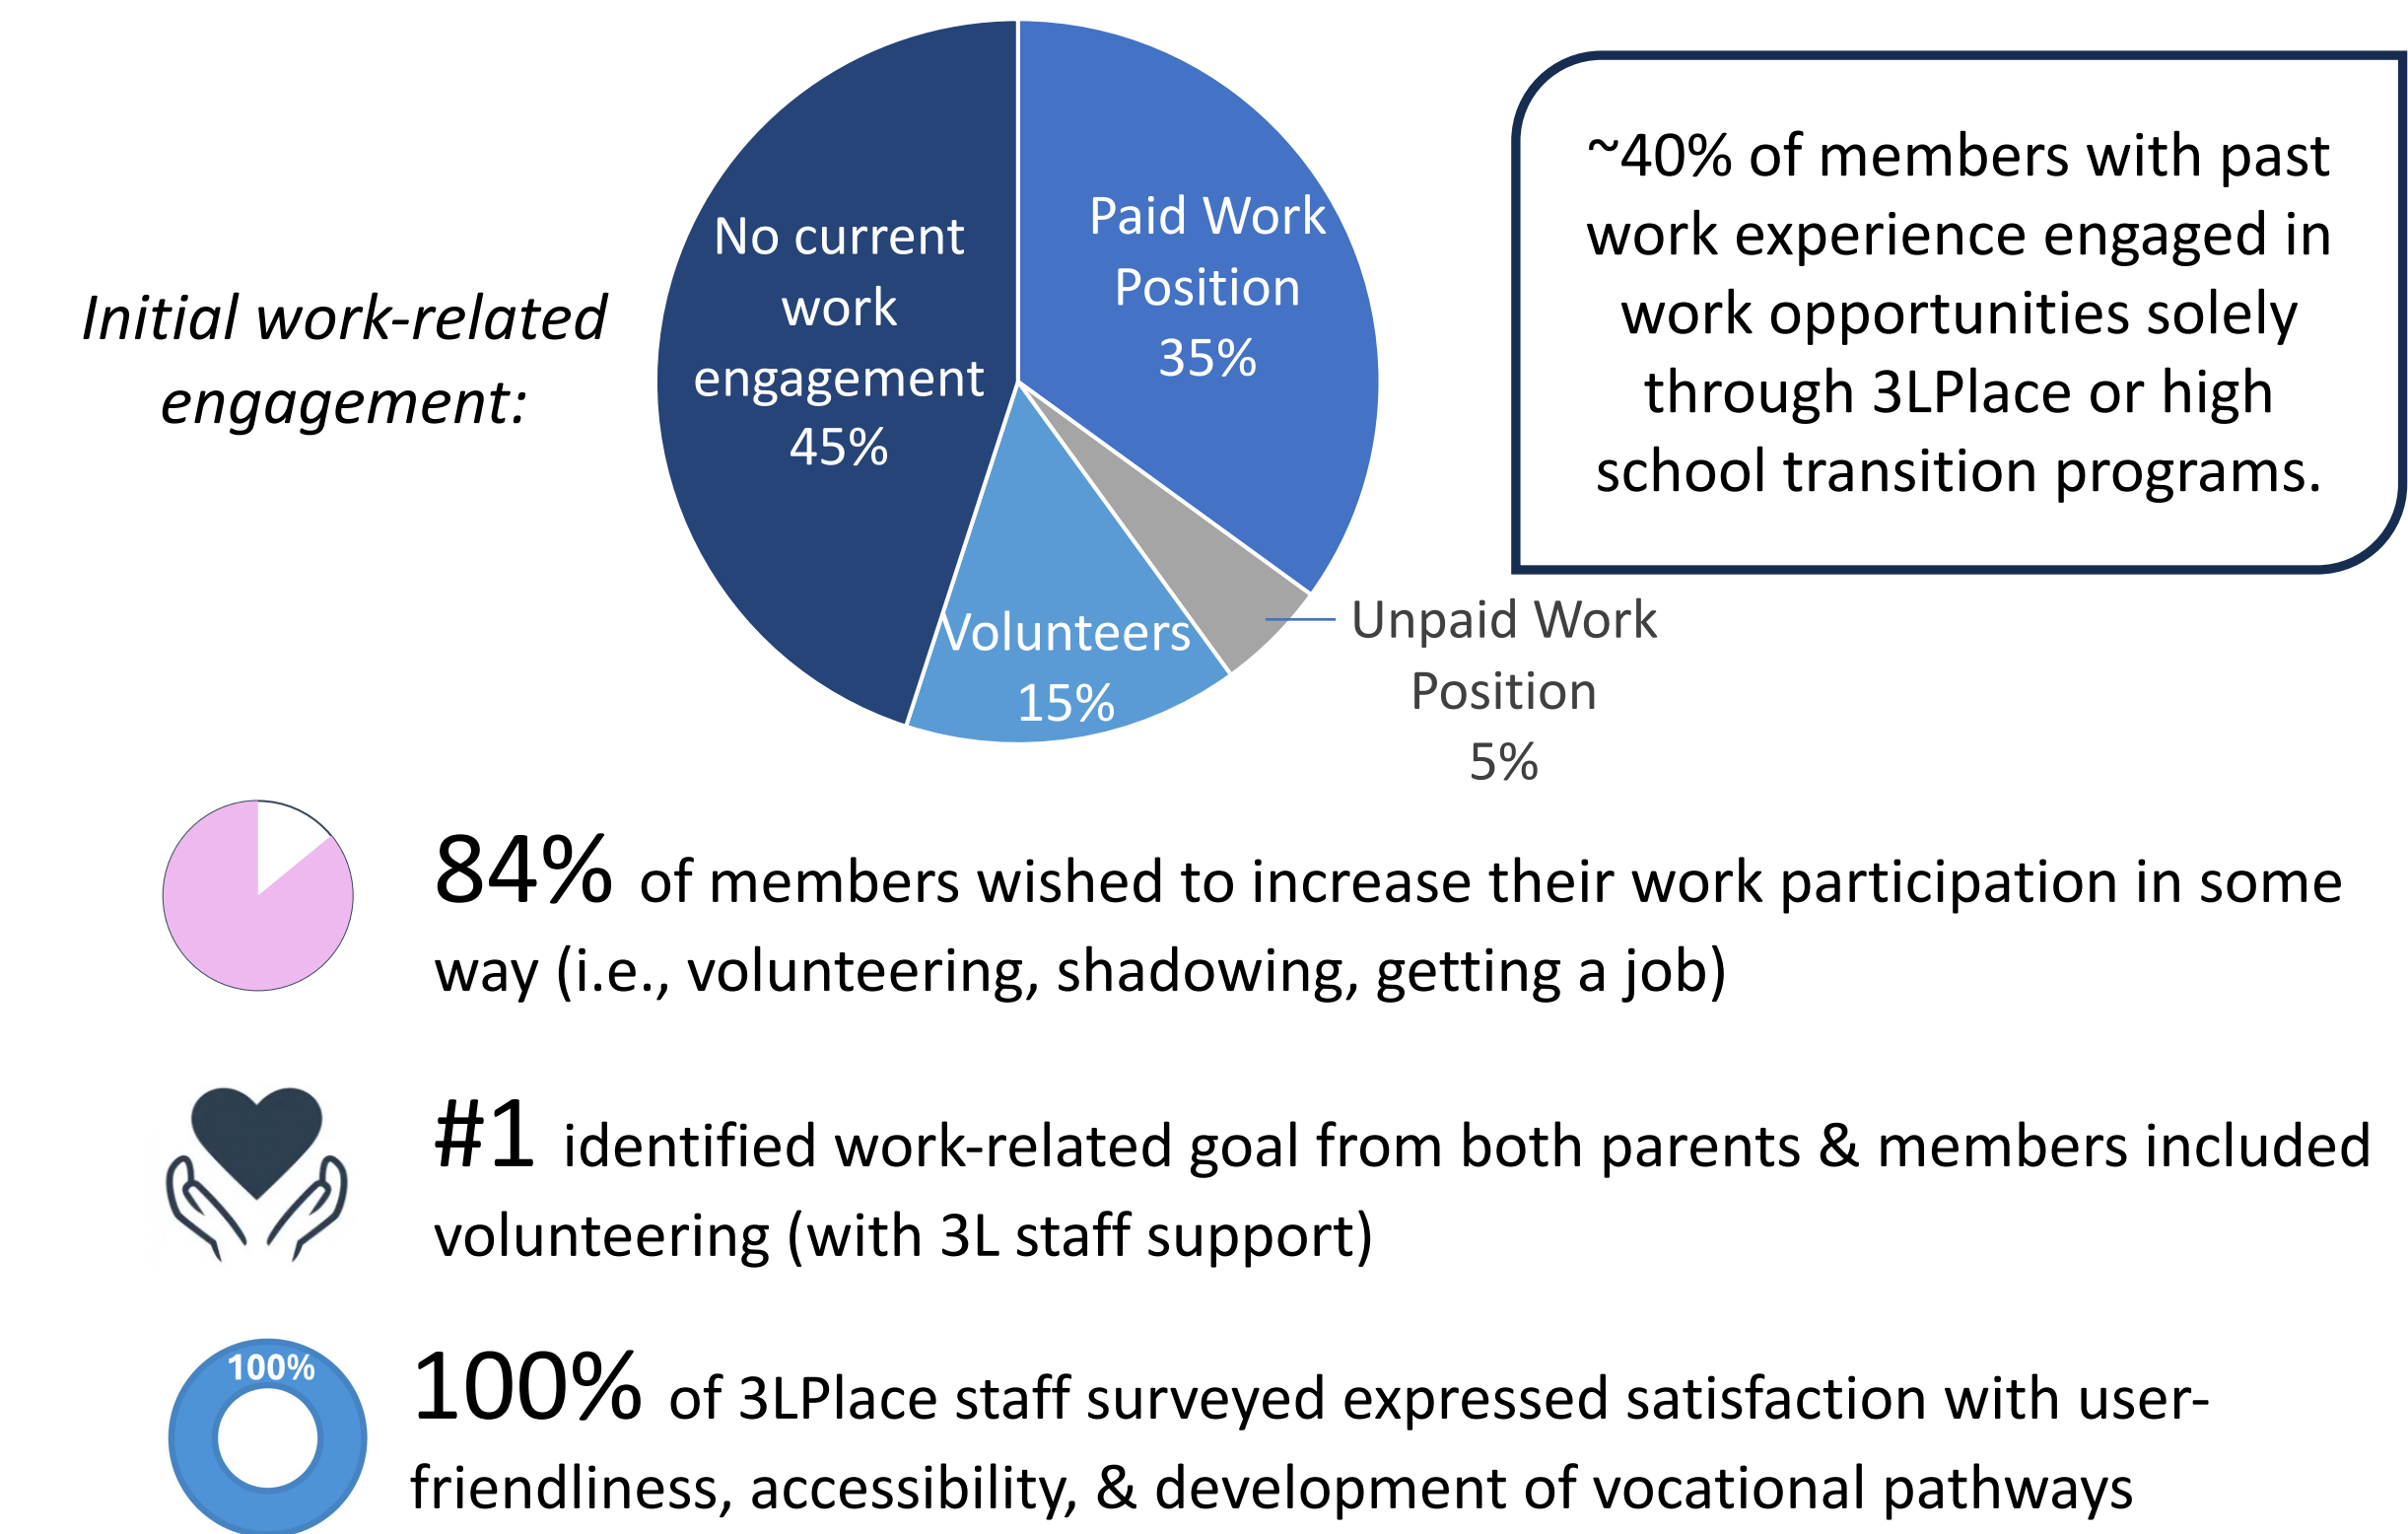 Initial work-related
engagement:
No current
work
engagement
45%
Paid Work
Position
35%
Volunteers
15%
Unpaid Work
Position
5%
~40% of members with past
work experience engaged in
work opportunities solely
through 3LPlace or high
school transition programs.
84% of members wished to increase their work participation in some
way (i.e., volunteering, shadowing, getting a job)
#1 identified work-related goal from both parents & members included
volunteering (with 3L staff support)
100%
100% of 3LPlace staff surveyed expressed satisfaction with user-
friendliness, accessibility, & development of vocational pathways